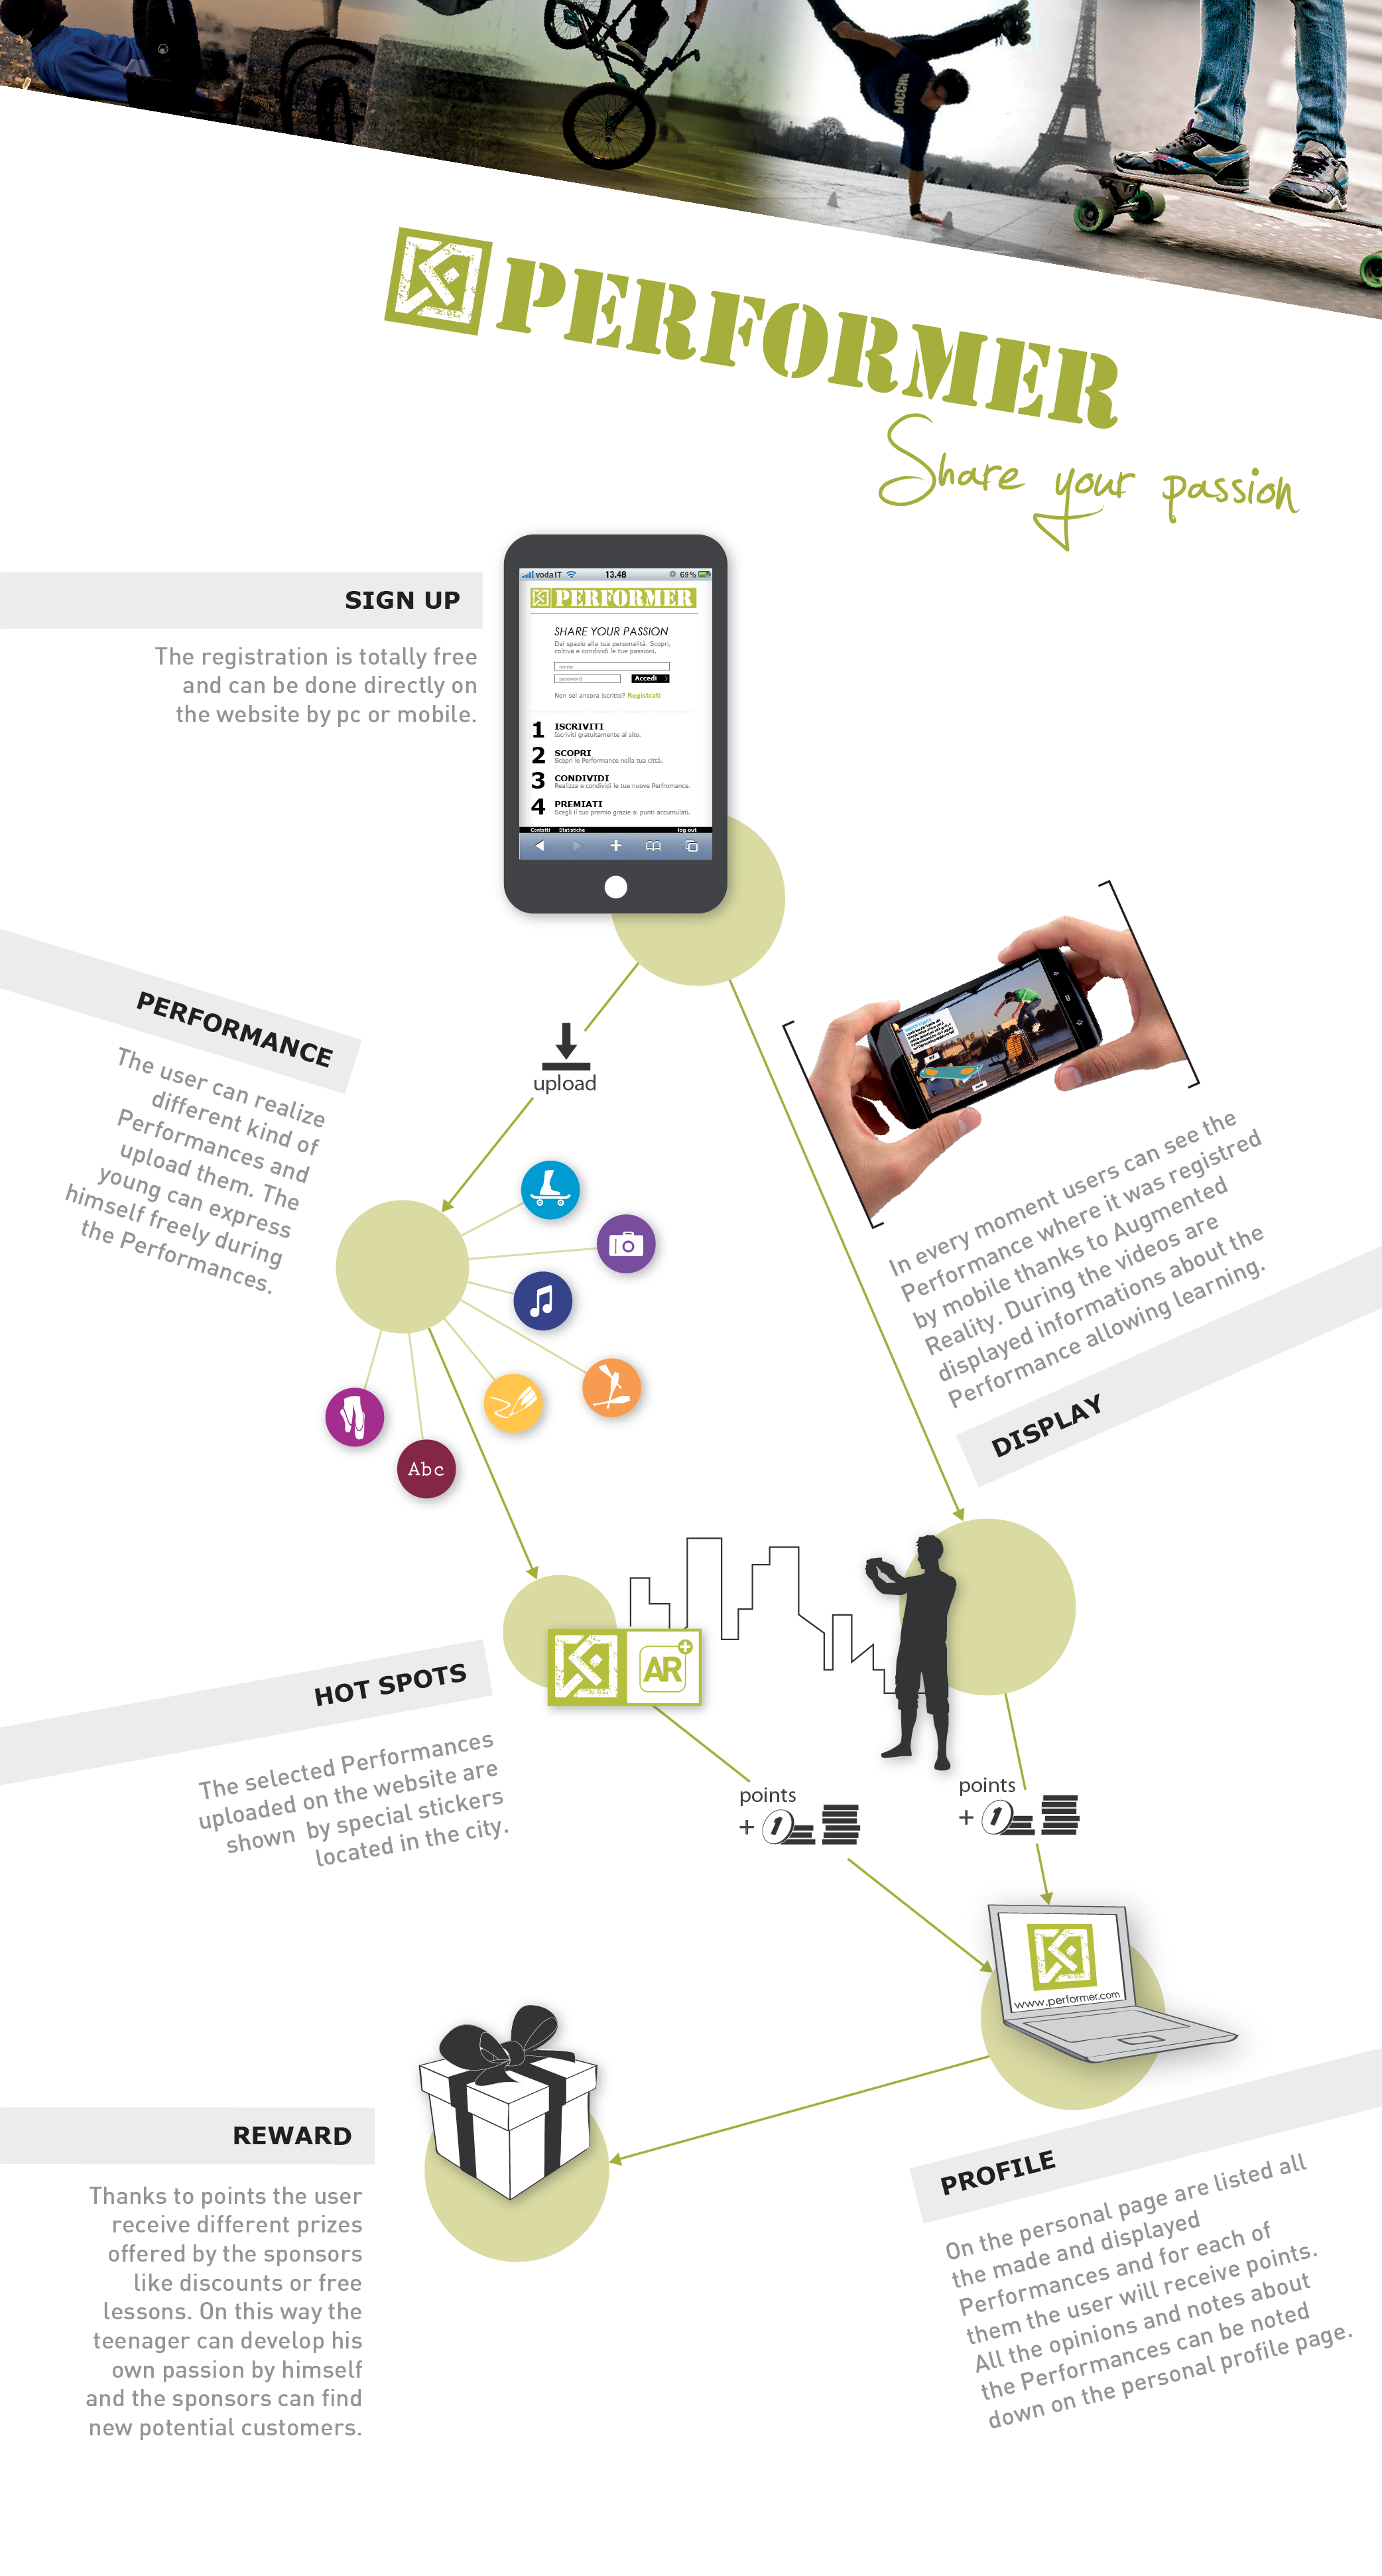 PERFORMER
Share your passion
SIGN UP
The registration is totally free
and can be done directly on
the website by pc or mobile.
vodaIT 13.48 69%
PERFORMER
SHARE YOUR PASSION
Dai spazio alla tua personalità. Scopri,
coltiva e condividi le tue passioni.
nome
password Accedi
Non sei ancora iscritto? Registrati
1 ISCRIVITI
Iscriviti gratuitamente al sito.
2 SCOPRI
Scopri le Performance nella tua città.
3 CONDIVIDI
Realizza e condividi le tue nuove Perfromance.
4 PREMIATI
Scegli il tuo premio grazie ai punti accumulati.
Contatti Statistiche log out
PERFORMANCE
The user can realize
different kind of
Performances and
upload them. The
young can express
himself freely during
the Performances.
upload
Abc
In every moment users can see the
Performance where it was registred
by mobile thanks to Augmented
Reality. During the videos are
displayed informations about the
Performance allowing learning.
DISPLAY
HOT SPOTS
The selected Performances
uploaded on the website are
shown by special stickers
located in the city.
AR+
points
+ 1
points
+ 1
www.performer.com
REWARD
Thanks to points the user
receive different prizes
offered by the sponsors
like discounts or free
lessons. On this way the
teenager can develop his
own passion by himself
and the sponsors can find
new potential customers.
PROFILE
On the personal page are listed all
the made and displayed
Performances and for each of
them the user will receive points.
All the opinions and notes about
the Performances can be noted
down on the personal profile page.